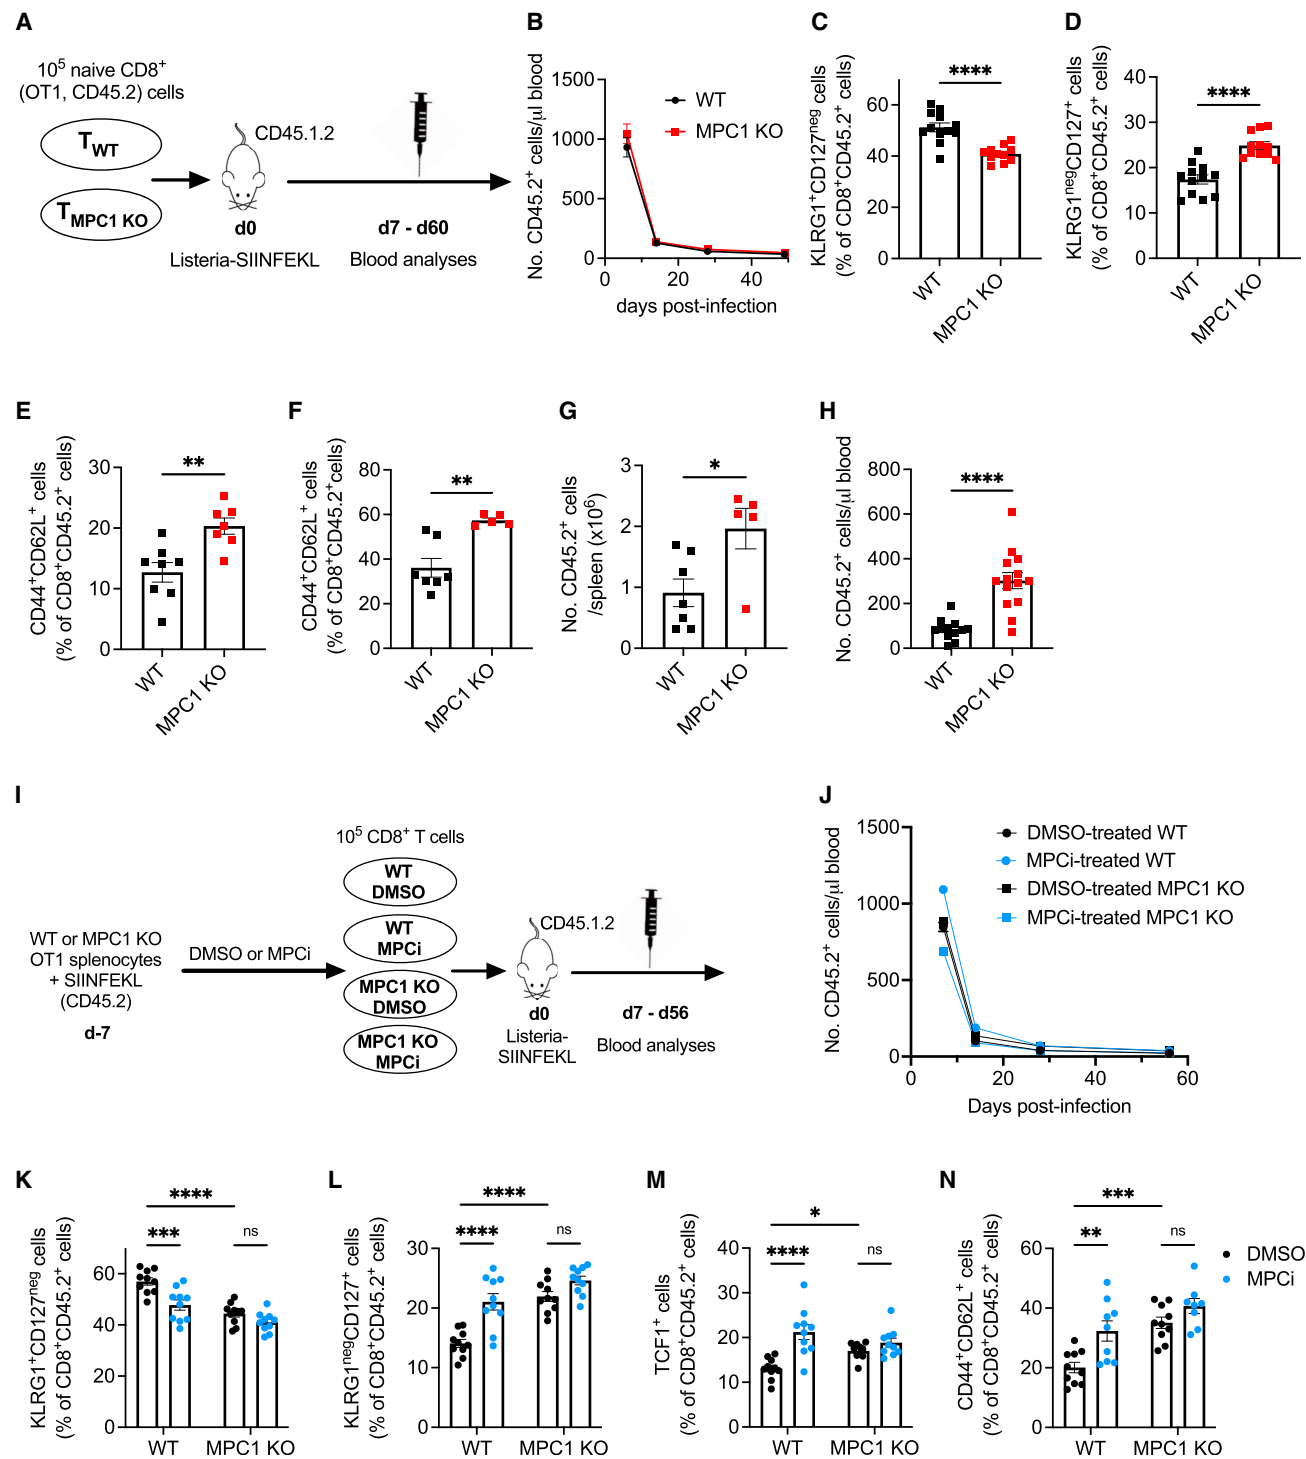 A
10⁵ naive CD8⁺
(OT1, CD45.2) cells
T WT
T MPC1 KO
CD45.1.2
d0
Listeria-SIINFEKL
d7 - d60
Blood analyses
B
No. CD45.2⁺ cells/µl blood
1500
1000
500
0
0 20 40
days post-infection
WT
MPC1 KO
C
KLRG1⁺CD127ⁿᵉᵍ cells
(% of CD8⁺CD45.2⁺ cells)
60
40
20
0
****
WT
MPC1 KO
D
KLRG1ⁿᵉᵍCD127⁺ cells
(% of CD8⁺CD45.2⁺ cells)
40
30
20
10
0
****
WT
MPC1 KO
E
CD44⁺CD62L⁺ cells
(% of CD8⁺CD45.2⁺ cells)
30
20
10
0
**
WT
MPC1 KO
F
CD44⁺CD62L⁺ cells
(% of CD8⁺CD45.2⁺cells)
80
60
40
20
0
**
WT
MPC1 KO
G
No. CD45.2⁺ cells
/spleen (x10⁶)
3
2
1
0
*
WT
MPC1 KO
H
No. CD45.2⁺ cells/µl blood
800
600
400
200
0
****
WT
MPC1 KO
I
WT or MPC1 KO
OT1 splenocytes
+ SIINFEKL
(CD45.2)
d-7
DMSO or MPCi
10⁵ CD8⁺ T cells
WT
DMSO
WT
MPCi
MPC1 KO
DMSO
MPC1 KO
MPCi
CD45.1.2
d0
Listeria-
SIINFEKL
d7 - d56
Blood analyses
J
No. CD45.2⁺ cells/µl blood
1500
1000
500
0
0 20 40 60
Days post-infection
DMSO-treated WT
MPCi-treated WT
DMSO-treated MPC1 KO
MPCi-treated MPC1 KO
K
KLRG1⁺CD127ⁿᵉᵍ cells
(% of CD8⁺CD45.2⁺ cells)
60
40
20
0
****
***
ns
WT MPC1 KO
L
KLRG1ⁿᵉᵍCD127⁺ cells
(% of CD8⁺CD45.2⁺ cells)
30
20
10
0
****
****
ns
WT MPC1 KO
M
TCF1⁺ cells
(% of CD8⁺CD45.2⁺ cells)
40
30
20
10
0
*
****
ns
WT MPC1 KO
N
CD44⁺CD62L⁺ cells
(% of CD8⁺CD45.2⁺ cells)
60
40
20
0
***
**
ns
WT MPC1 KO
DMSO
MPCi